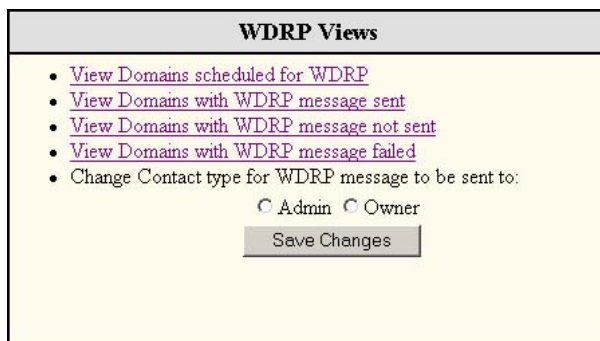 WDRP Views
View Domains scheduled for WDRP
View Domains with WDRP message sent
View Domains with WDRP message not sent
View Domains with WDRP message failed
Change Contact type for WDRP message to be sent to:
Admin Owner
Save Changes